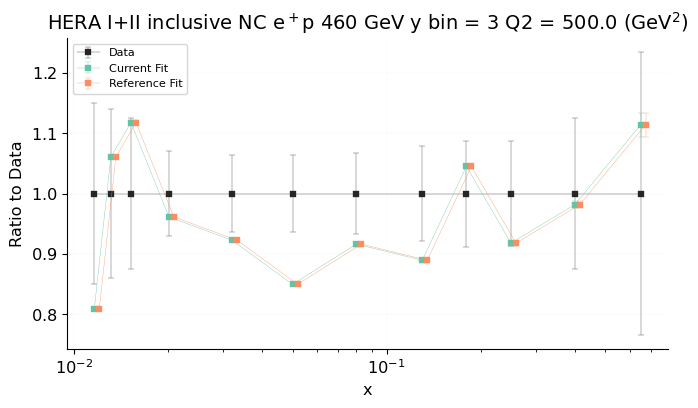 HERA I+II inclusive NC e⁺p 460 GeV y bin = 3 Q2 = 500.0 (GeV²)
Data
Current Fit
Reference Fit
Ratio to Data
1.2
1.1
1.0
0.9
0.8
10⁻²
10⁻¹
x